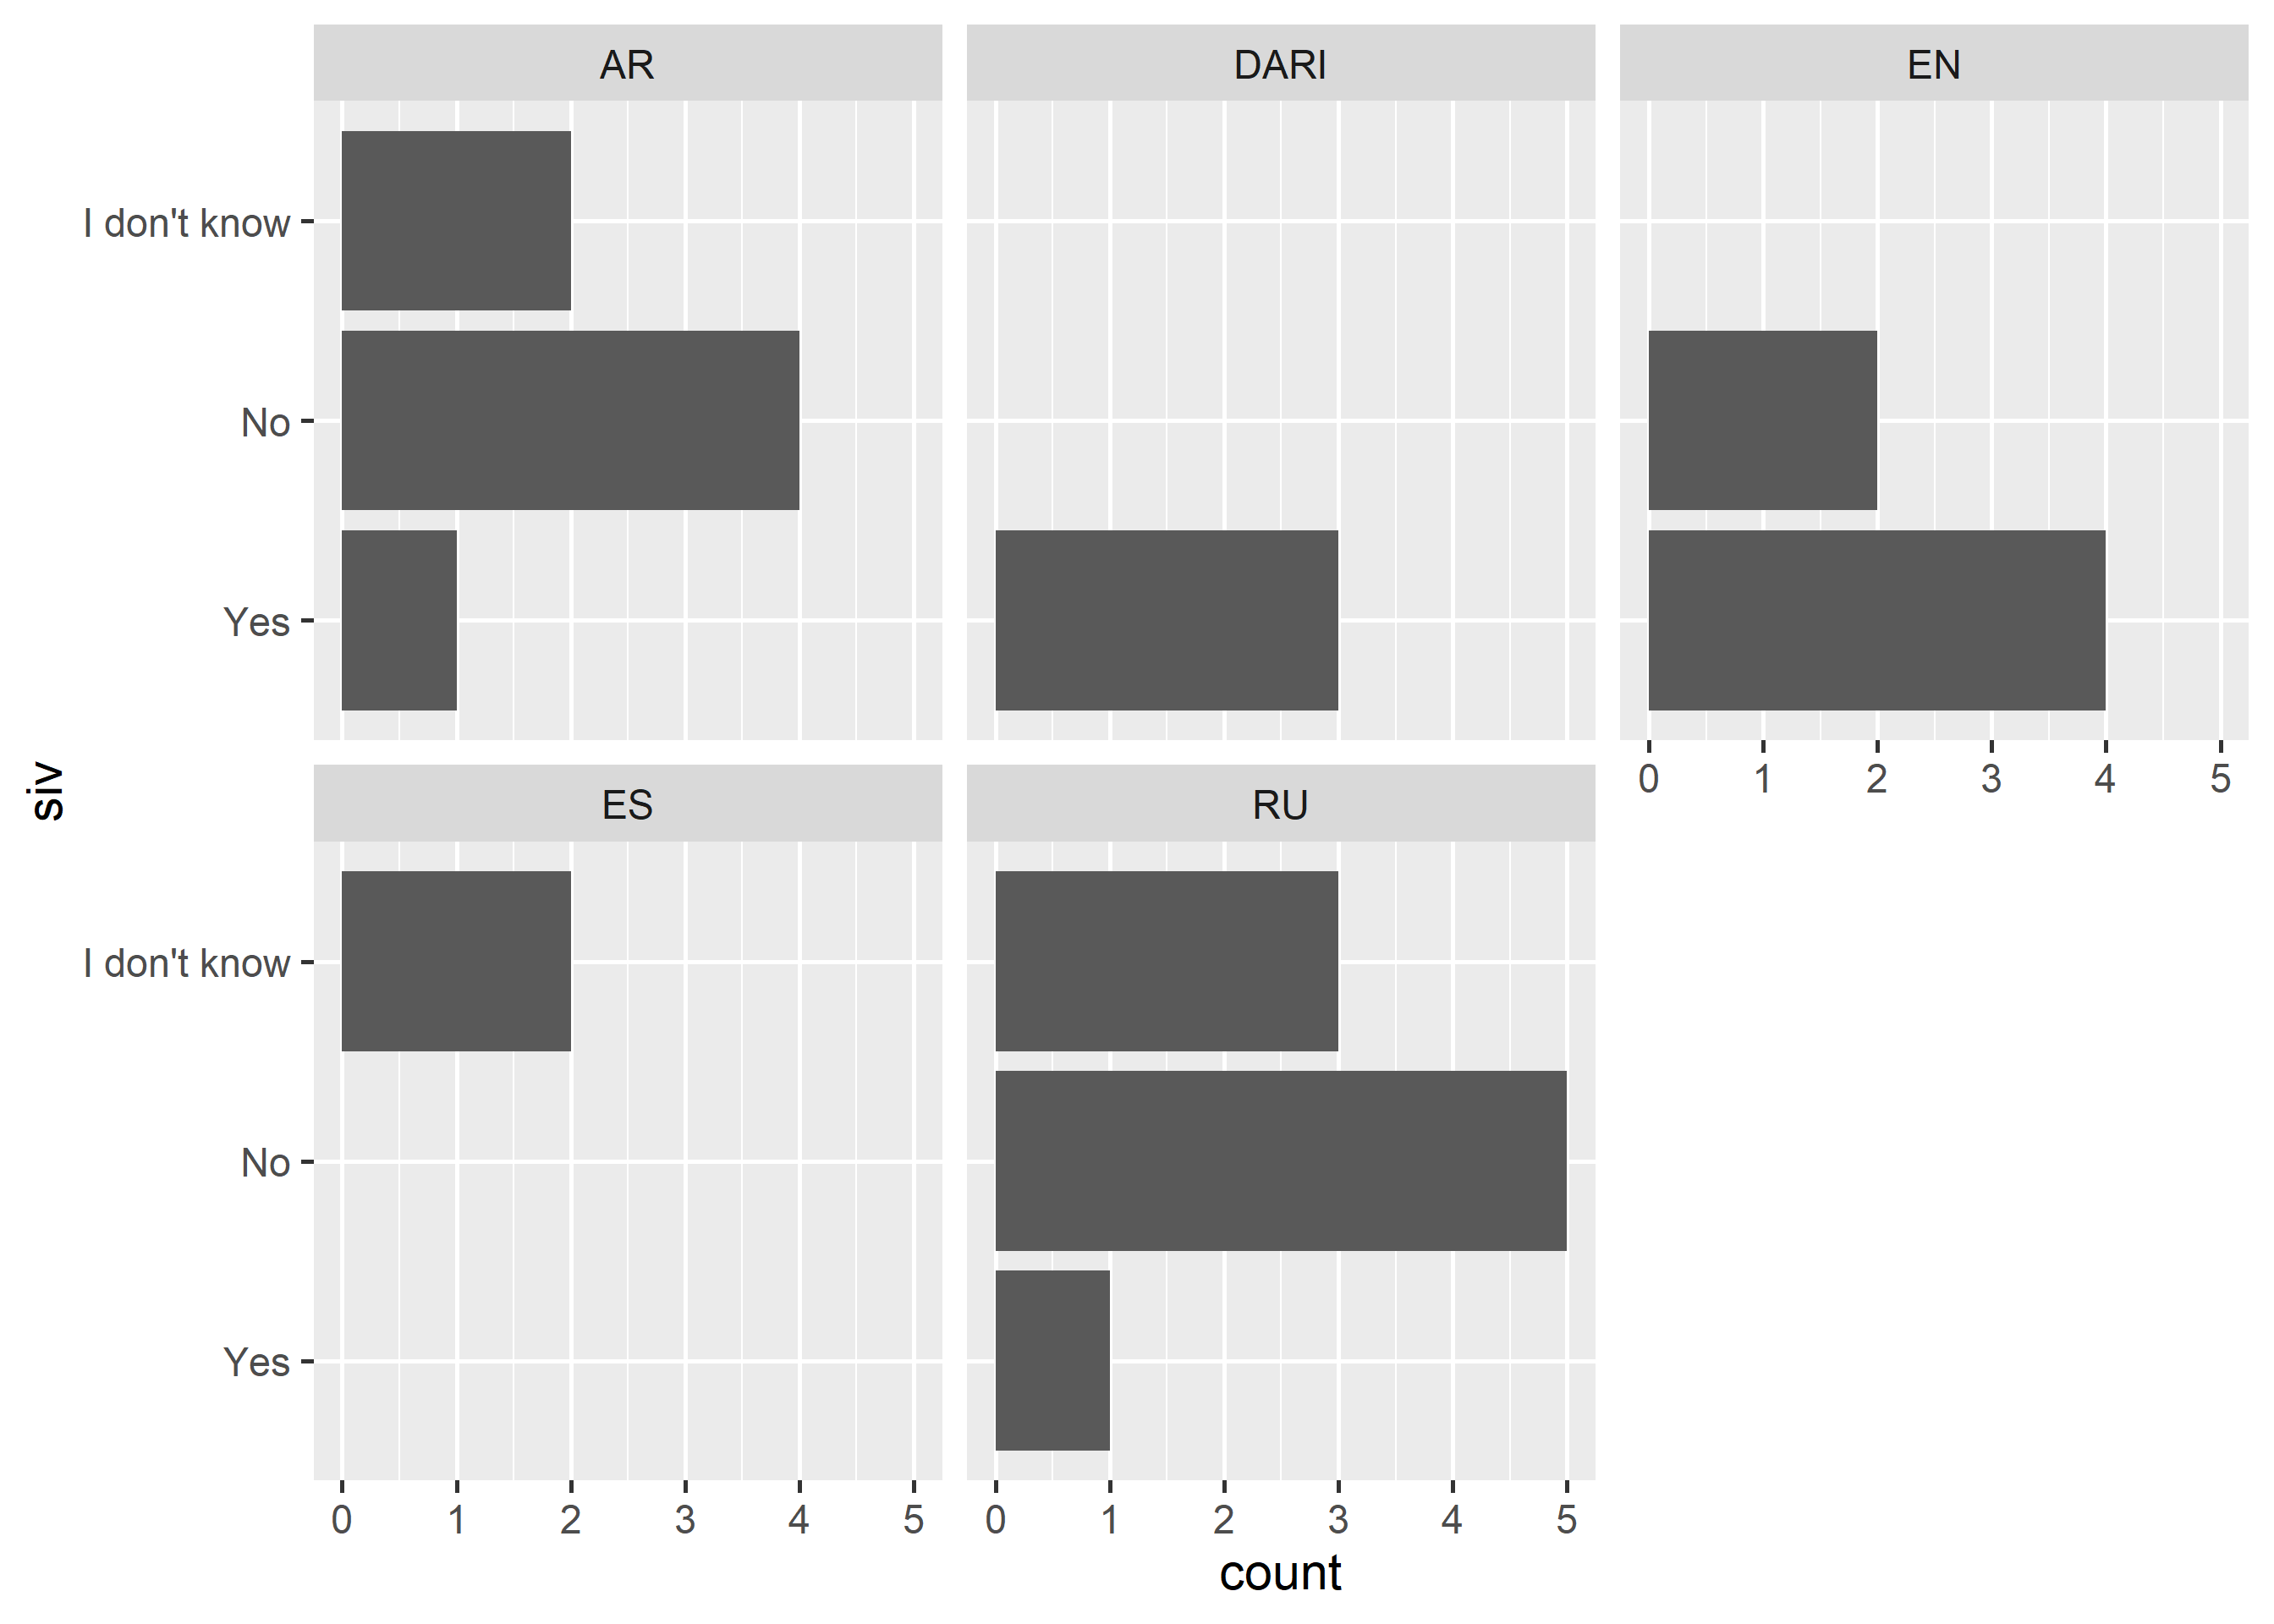 AR
DARI
EN
I don't know
No
Yes
0 1 2 3 4 5
siv
ES
RU
I don't know
No
Yes
0 1 2 3 4 5
0 1 2 3 4 5
count